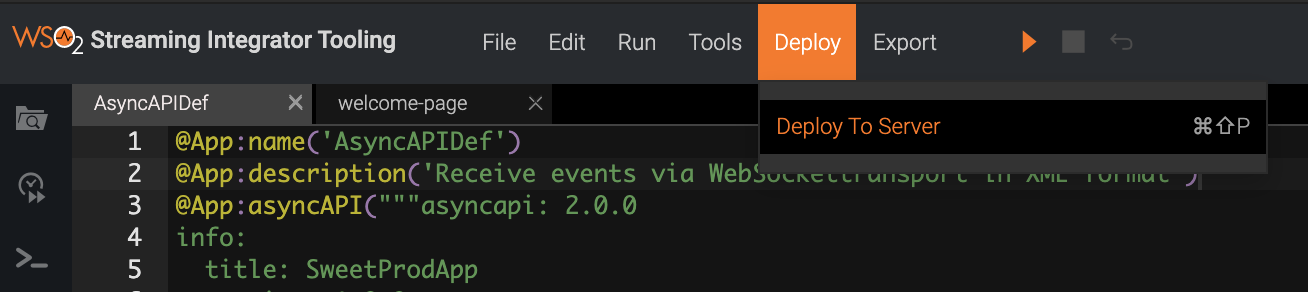 WSO2 Streaming Integrator Tooling File Edit Run Tools Deploy Export
AsyncAPIDef welcome-page
Deploy To Server ⌘⇧P
1 @App:name('AsyncAPIDef')
2 @App:description('Receive events via WebSocketTransport in XML format')
3 @App:asyncAPI("""asyncapi: 2.0.0
4 info:
5 title: SweetProdApp